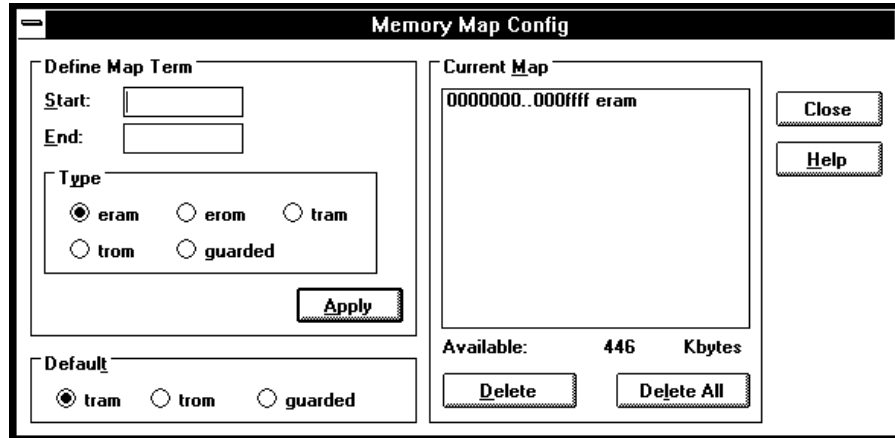 Memory Map Config
Define Map Term
Start:
End:
Type
eram erom tram
trom guarded
Apply
Default
tram trom guarded
Current Map
0000000..000ffff eram
Available: 446 Kbytes
Delete Delete All
Close
Help